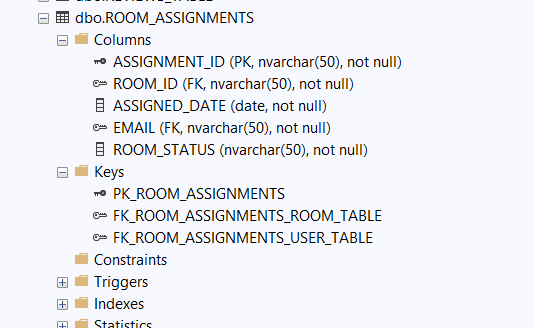 dbo.ROOM_ASSIGNMENTS
Columns
ASSIGNMENT_ID (PK, nvarchar(50), not null)
ROOM_ID (FK, nvarchar(50), not null)
ASSIGNED_DATE (date, not null)
EMAIL (FK, nvarchar(50), not null)
ROOM_STATUS (nvarchar(50), not null)
Keys
PK_ROOM_ASSIGNMENTS
FK_ROOM_ASSIGNMENTS_ROOM_TABLE
FK_ROOM_ASSIGNMENTS_USER_TABLE
Constraints
Triggers
Indexes
Statistics